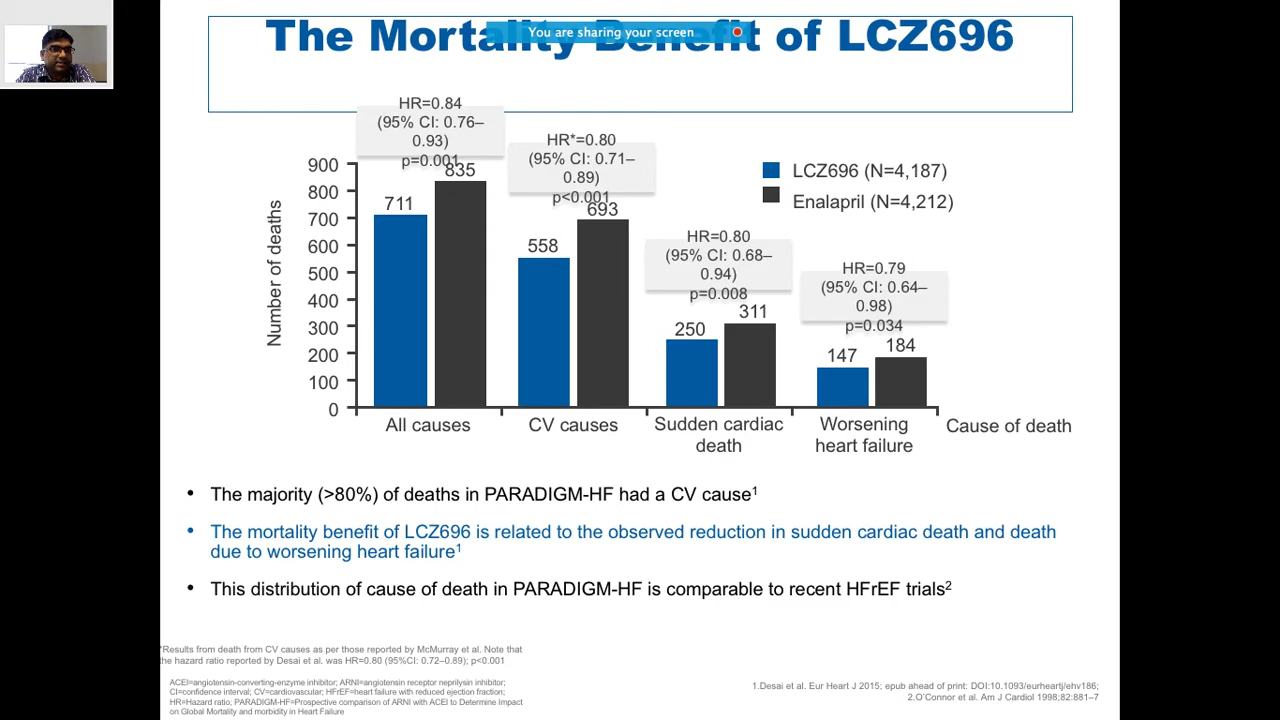 The Mortality Benefit of LCZ696
You are sharing your screen
HR=0.84
(95% CI: 0.76–
0.93)
p=0.001
HR*=0.80
(95% CI: 0.71–
0.89)
p<0.001
HR=0.80
(95% CI: 0.68–
0.94)
p=0.008
HR=0.79
(95% CI: 0.64–
0.98)
p=0.034
LCZ696 (N=4,187)
Enalapril (N=4,212)
Number of deaths
900
800
700
600
500
400
300
200
100
0
711
835
558
693
250
311
147
184
All causes
CV causes
Sudden cardiac
death
Worsening
heart failure
Cause of death
• The majority (>80%) of deaths in PARADIGM-HF had a CV cause¹
• The mortality benefit of LCZ696 is related to the observed reduction in sudden cardiac death and death
due to worsening heart failure¹
• This distribution of cause of death in PARADIGM-HF is comparable to recent HFrEF trials²
*Results from death from CV causes as per those reported by McMurray et al. Note that
the hazard ratio reported by Desai et al. was HR=0.80 (95%CI: 0.72–0.89); p<0.001
ACEI=angiotensin-converting-enzyme inhibitor; ARNI=angiotensin receptor neprilysin inhibitor;
CI=confidence interval; CV=cardiovascular; HFrEF=heart failure with reduced ejection fraction;
HR=Hazard ratio; PARADIGM-HF=Prospective comparison of ARNI with ACEI to Determine Impact
on Global Mortality and morbidity in Heart Failure
1.Desai et al. Eur Heart J 2015; epub ahead of print: DOI:10.1093/eurheartj/ehv186;
2.O'Connor et al. Am J Cardiol 1998;82:881–7